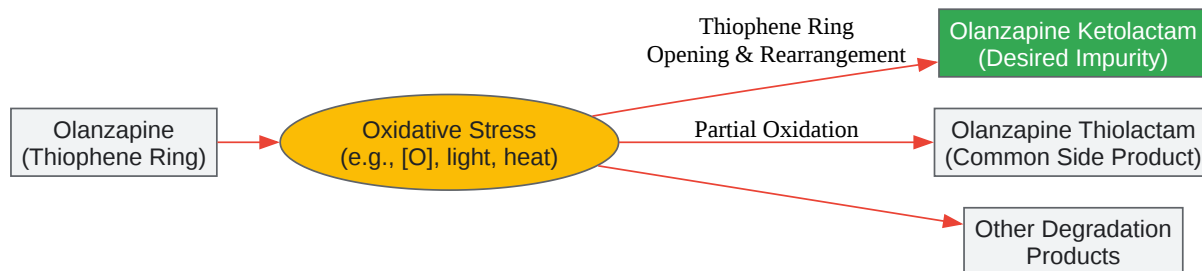 Olanzapine
(Thiophene Ring)
Oxidative Stress
(e.g., [O], light, heat)
Thiophene Ring
Opening & Rearrangement
Olanzapine Ketolactam
(Desired Impurity)
Partial Oxidation
Olanzapine Thiolactam
(Common Side Product)
Other Degradation
Products